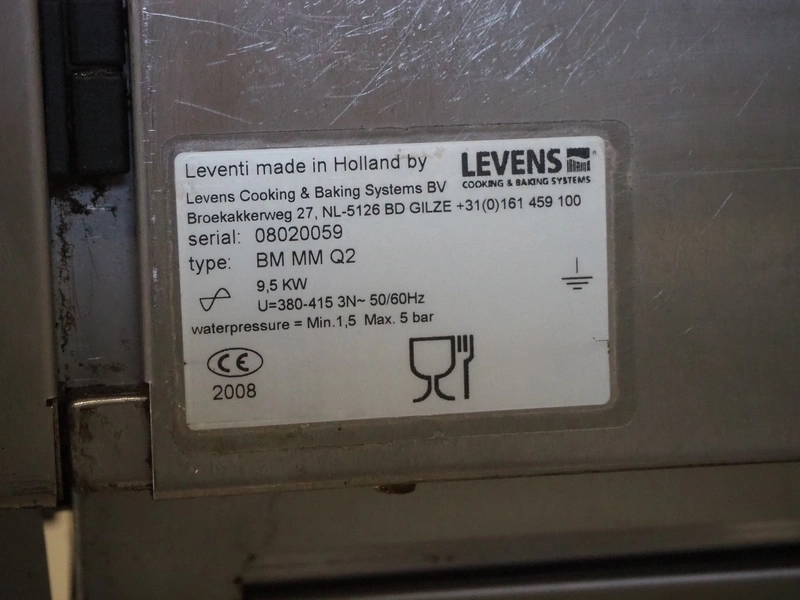 Leventi made in Holland by
LEVENS
COOKING & BAKING SYSTEMS
Levens Cooking & Baking Systems BV
Broekakkerweg 27, NL-5126 BD GILZE +31(0)161 459 100
serial: 08020059
type: BM MM Q2
9,5 KW
U=380-415 3N~ 50/60Hz
waterpressure = Min.1,5 Max. 5 bar
CE
2008